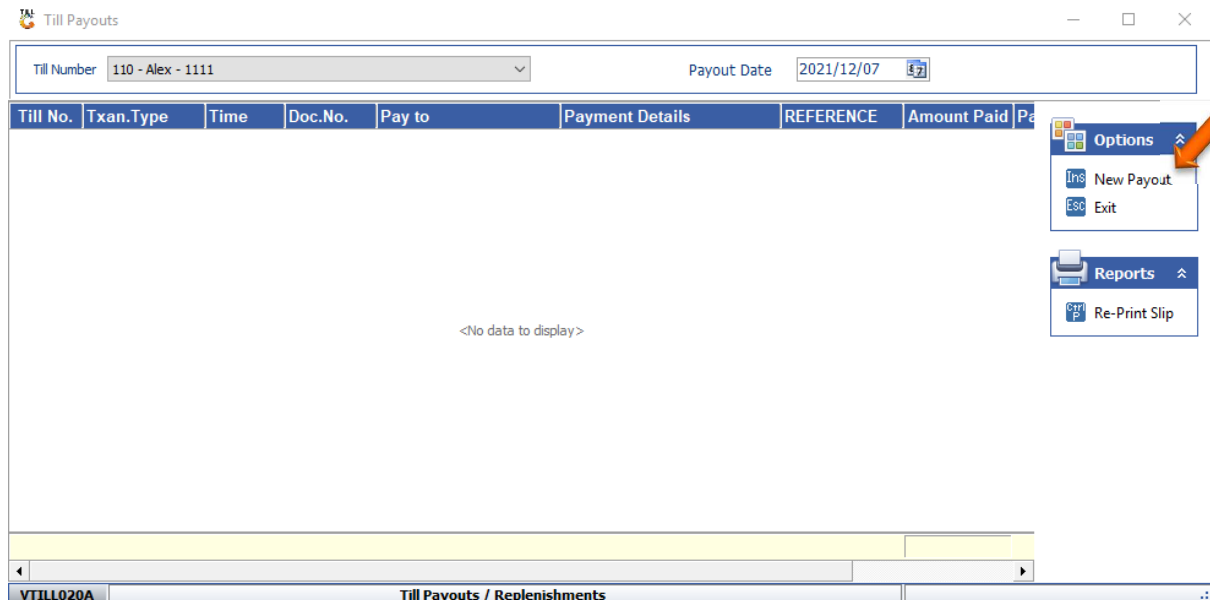 Till Payouts
Till Number 110 - Alex - 1111 Payout Date 2021/12/07
Till No. Txan.Type Time Doc.No. Pay to Payment Details REFERENCE Amount Paid Pa
Options
Ins New Payout
Esc Exit
Reports
Ctrl P Re-Print Slip
<No data to display>
VTILL020A Till Payouts / Replenishments